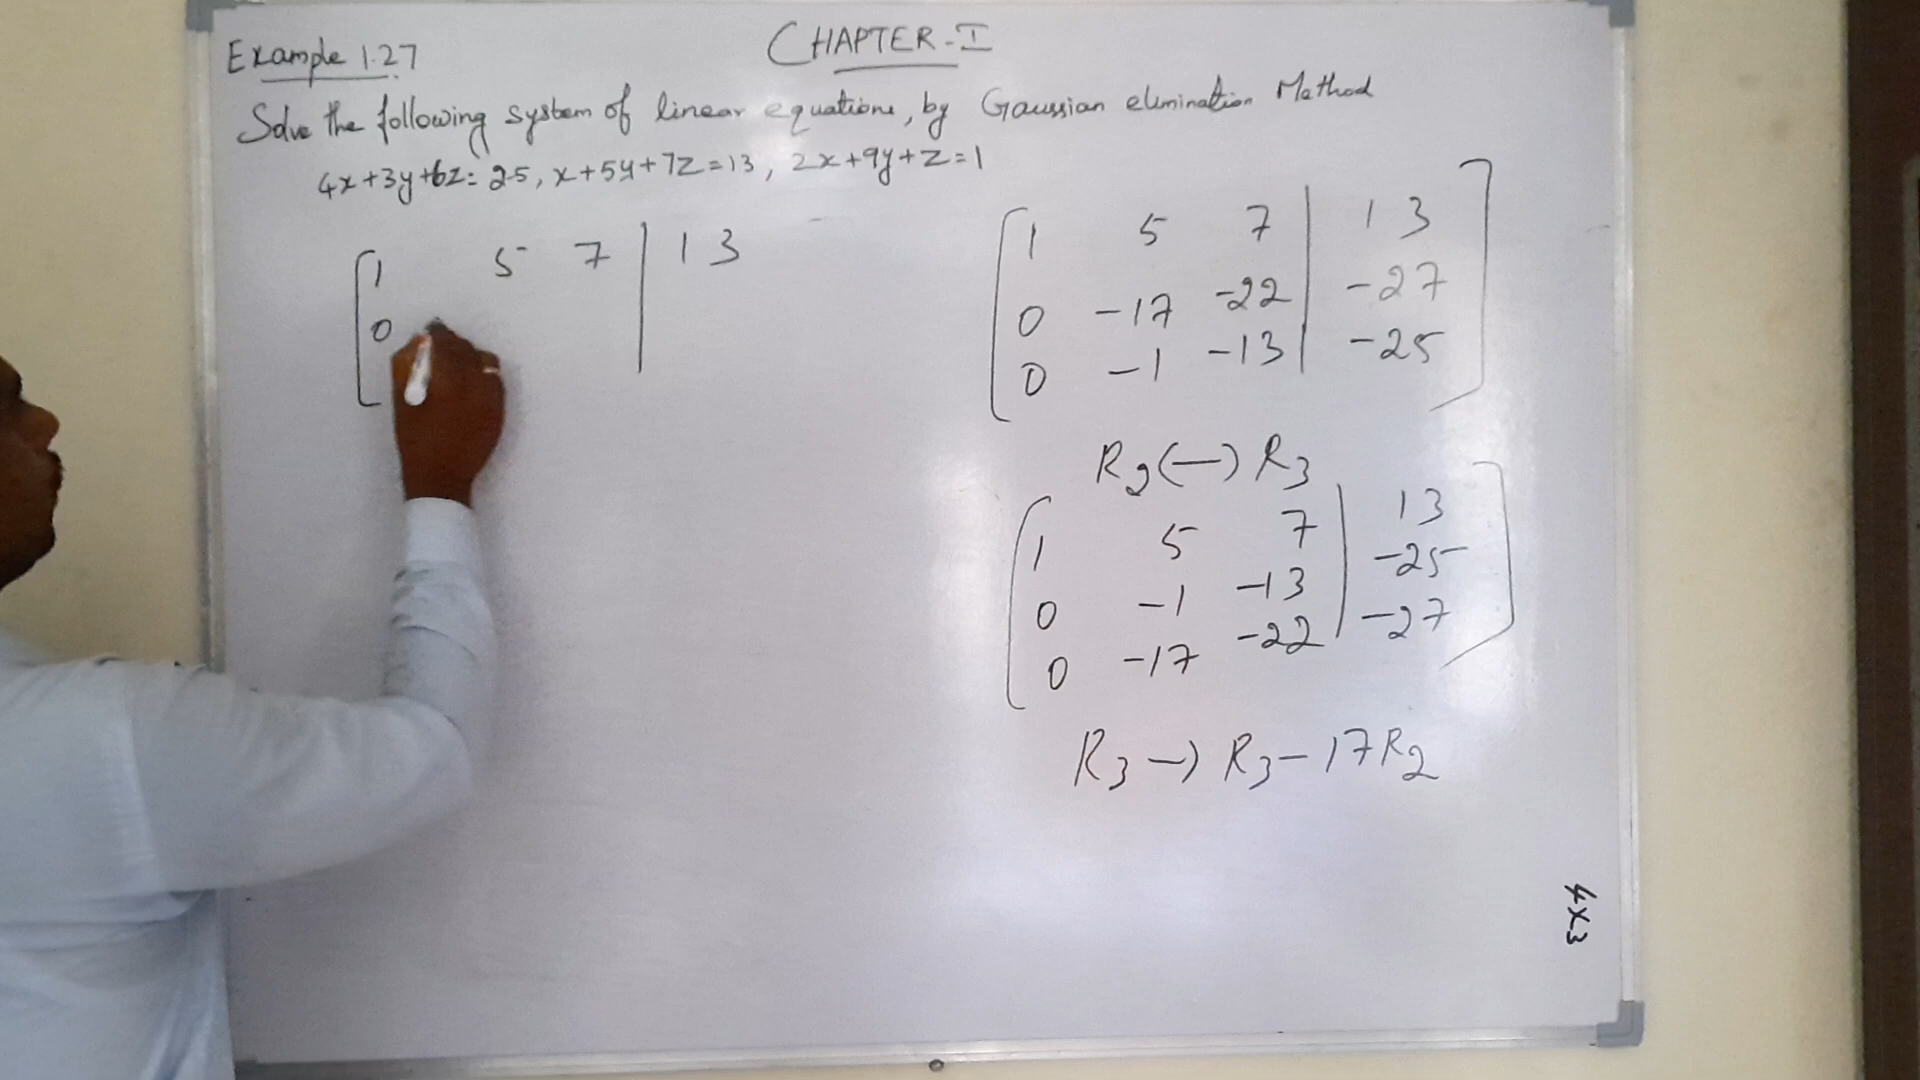 CHAPTER-I
Example 1.27
Solve the following system of linear equations, by Gaussian elimination Method
4x+3y+6z=25, x+5y+7z=13, 2x+9y+z=1
1 5 7 | 13
0
1 5 7 | 13
0 -17 -22 | -27
0 -1 -13 | -25
R2(—) R3
1 5 7 | 13
0 -1 -13 | -25
0 -17 -22 | -27
R3 —) R3-17R2
4x3